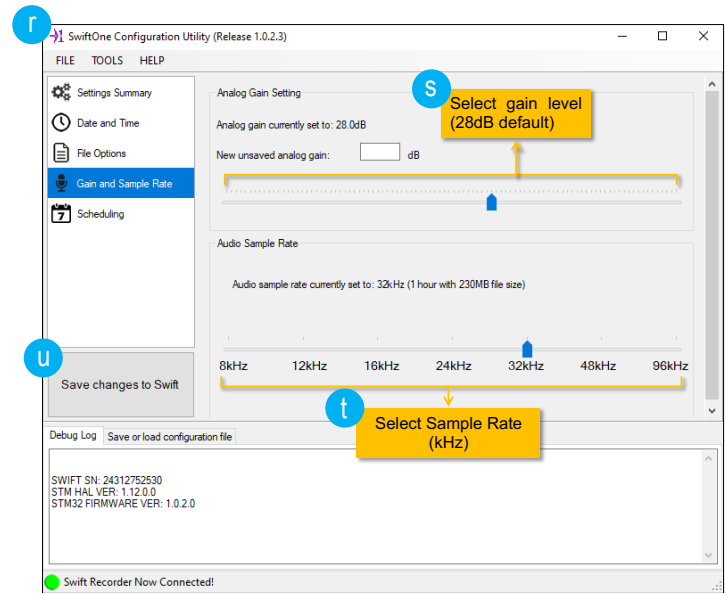 r
SwiftOne Configuration Utility (Release 1.0.2.3)
FILE TOOLS HELP
Settings Summary
Date and Time
File Options
Gain and Sample Rate
7 Scheduling
Analog Gain Setting
s
Select gain level
(28dB default)
Analog gain currently set to: 28.0dB
New unsaved analog gain: dB
Audio Sample Rate
Audio sample rate currently set to: 32kHz (1 hour with 230MB file size)
8kHz 12kHz 16kHz 24kHz 32kHz 48kHz 96kHz
u
Save changes to Swift
t
Select Sample Rate
(kHz)
Debug Log Save or load configuration file
SWIFT SN: 24312752530
STM HAL VER: 1.12.0.0
STM32 FIRMWARE VER: 1.0.2.0
Swift Recorder Now Connected!